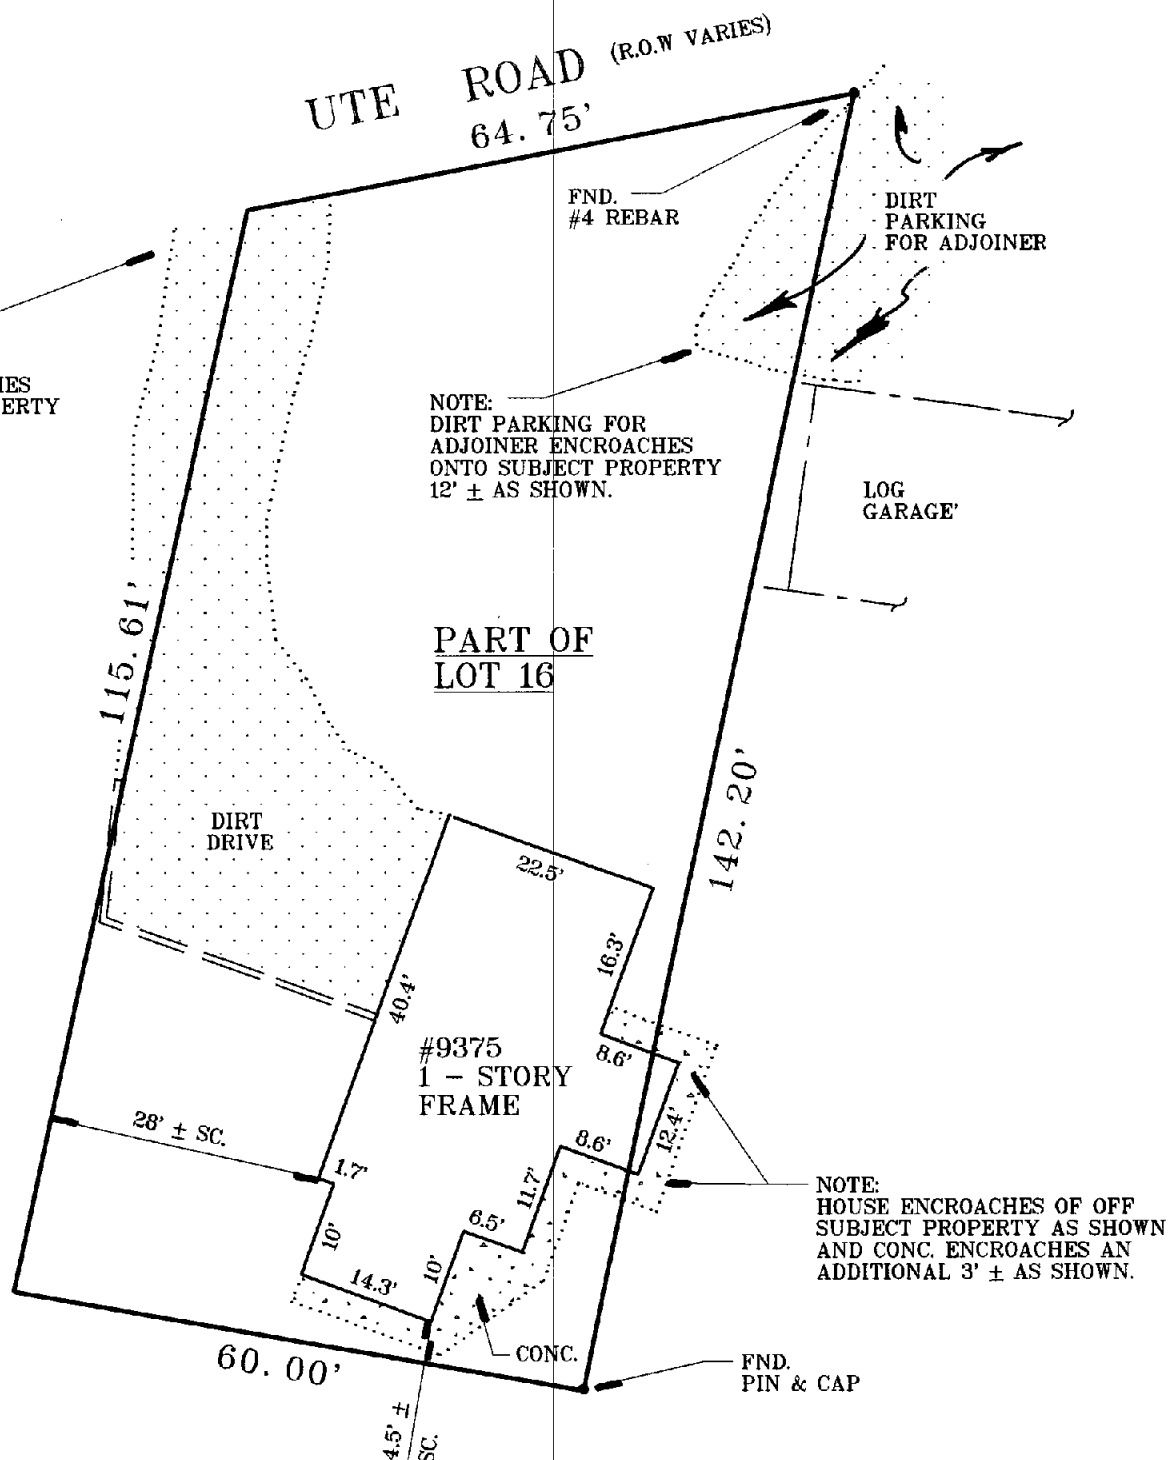 UTE ROAD (R.O.W VARIES)
64.75'
FND.
#4 REBAR
DIRT
PARKING
FOR ADJOINER
IES
ERTY
NOTE:
DIRT PARKING FOR
ADJOINER ENCROACHES
ONTO SUBJECT PROPERTY
12' ± AS SHOWN.
LOG
GARAGE'
115.61'
PART OF
LOT 16
142.20'
DIRT
DRIVE
22.5'
16.3'
40.4'
#9375
1 - STORY
FRAME
8.6'
12.4'
8.6'
28' ± SC.
1.7'
11.7'
6.5'
10'
10'
14.3'
NOTE:
HOUSE ENCROACHES OF OFF
SUBJECT PROPERTY AS SHOWN
AND CONC. ENCROACHES AN
ADDITIONAL 3' ± AS SHOWN.
CONC.
60.00'
FND.
PIN & CAP
4.5' ±
SC.